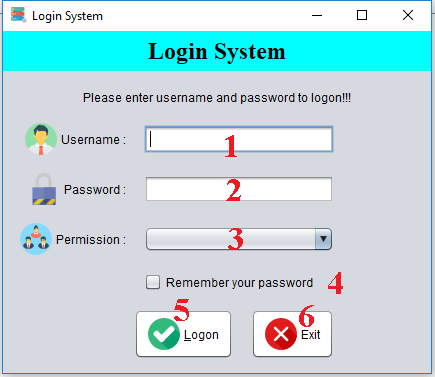 Login System
Login System
Please enter username and password to logon!!!
Username : 1
Password : 2
Permission : 3
Remember your password 4
5 6
Logon Exit